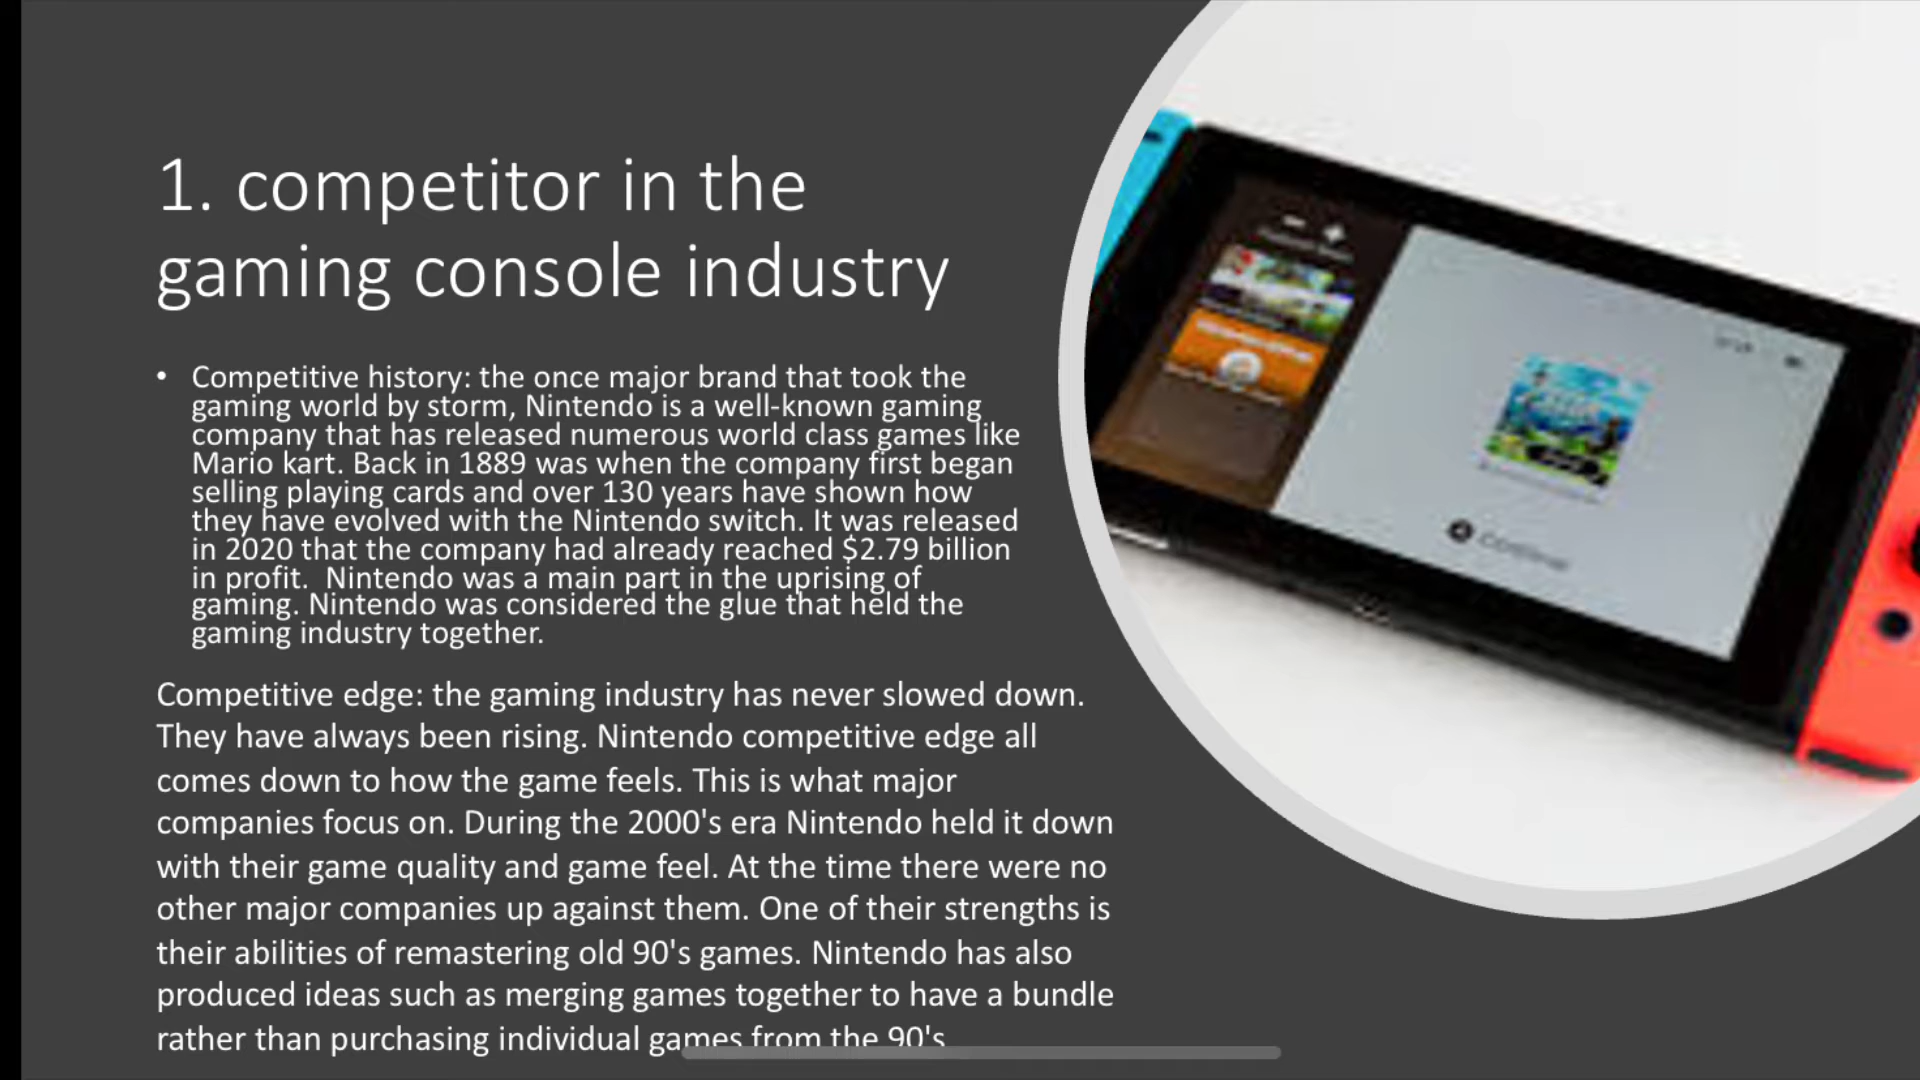 1. competitor in the
gaming console industry
• Competitive history: the once major brand that took the
gaming world by storm, Nintendo is a well-known gaming
company that has released numerous world class games like
Mario kart. Back in 1889 was when the company first began
selling playing cards and over 130 years have shown how
they have evolved with the Nintendo switch. It was released
in 2020 that the company had already reached $2.79 billion
in profit.  Nintendo was a main part in the uprising of
gaming. Nintendo was considered the glue that held the
gaming industry together.
Competitive edge: the gaming industry has never slowed down.
They have always been rising. Nintendo competitive edge all
comes down to how the game feels. This is what major
companies focus on. During the 2000's era Nintendo held it down
with their game quality and game feel. At the time there were no
other major companies up against them. One of their strengths is
their abilities of remastering old 90's games. Nintendo has also
produced ideas such as merging games together to have a bundle
rather than purchasing individual games from the 90's